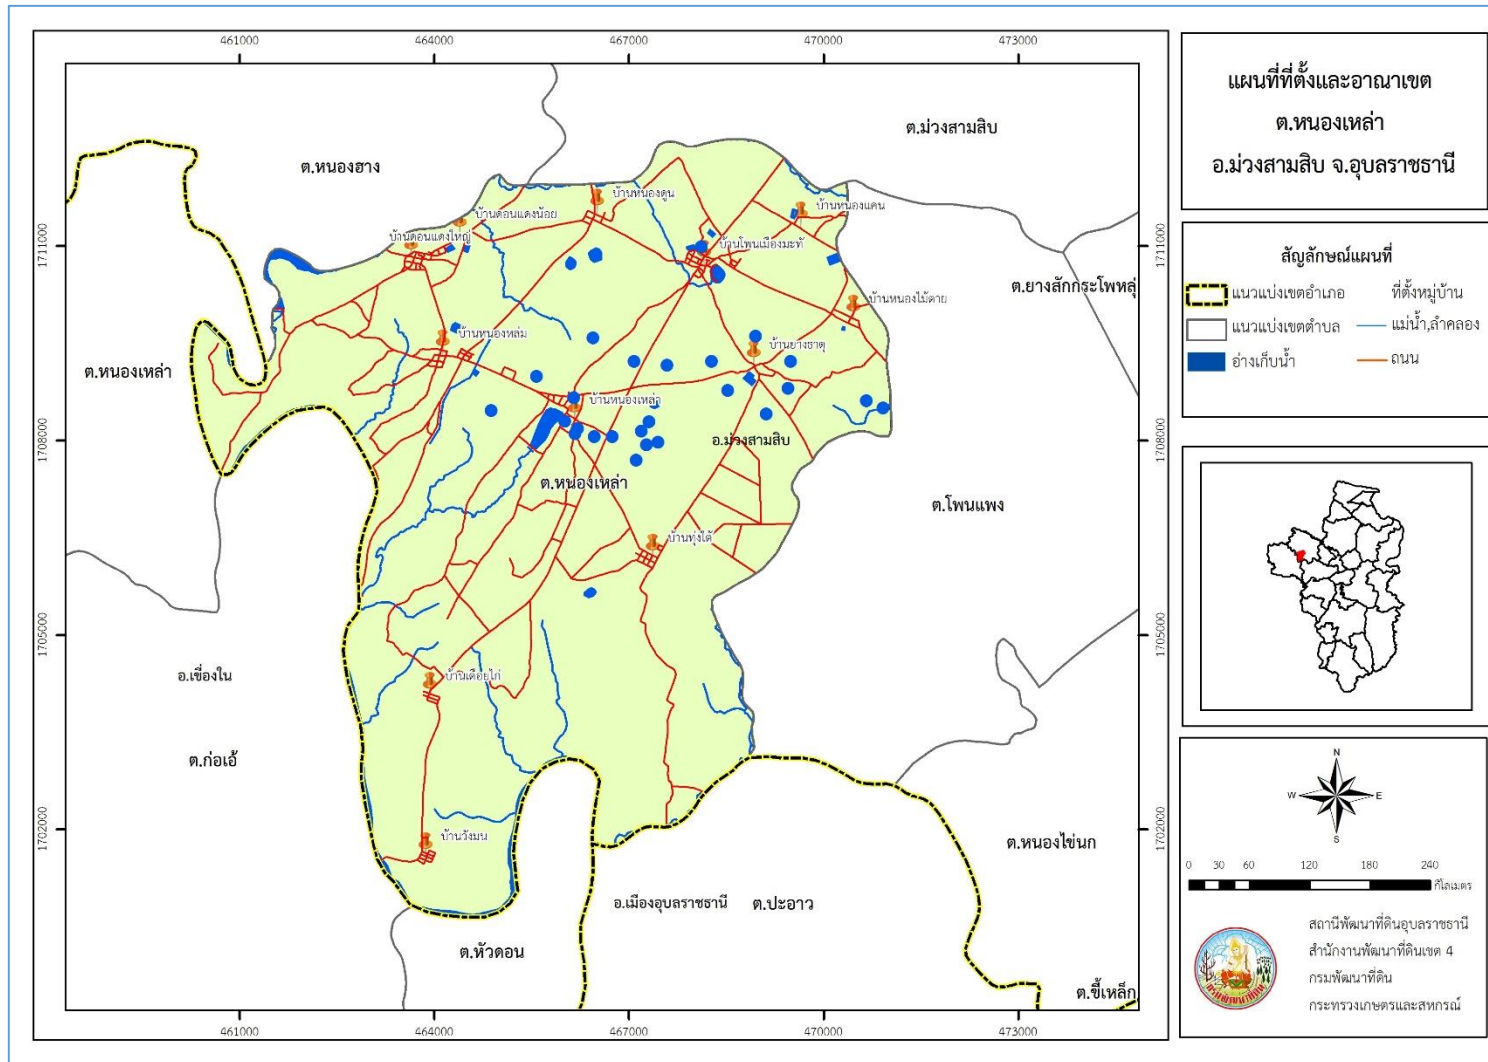 461000 464000 467000 470000 473000
แผนที่ที่ตั้งและอาณาเขต
ต.หนองเหล่า
อ.ม่วงสามสิบ จ.อุบลราชธานี
ต.ม่วงสามสิบ
ต.หนองฮาง
บ้านหนองดูน
บ้านหนองแคน
บ้านดอนแดงน้อย
บ้านดอนแดงใหญ่
บ้านโพนเมืองมะทัน
1711000
1711000
สัญลักษณ์แผนที่
แนวแบ่งเขตอำเภอ
ที่ตั้งหมู่บ้าน
แนวแบ่งเขตตำบล
แม่น้ำ,ลำคลอง
อ่างเก็บน้ำ
ถนน
ต.ยางสักกระโพหลุ่
บ้านหนองไม้ตาย
บ้านหนองหล่ม
บ้านยางธาตุ
ต.หนองเหล่า
บ้านหนองเหล่า
1708000
1708000
อ.ม่วงสามสิบ
ต.หนองเหล่า
ต.โพนแพง
บ้านทุ่งใต้
1705000
1705000
อ.เขื่องใน
บ้านเดือยไก่
ต.ก่อเอ้
N
W E
S
1702000
1702000
บ้านวังมน
ต.หนองไข่นก
0 30 60 120 180 240
กิโลเมตร
อ.เมืองอุบลราชธานี
ต.ปะอาว
ต.หัวดอน
ต.ขี้เหล็ก
สถานีพัฒนาที่ดินอุบลราชธานี
สำนักงานพัฒนาที่ดินเขต 4
กรมพัฒนาที่ดิน
กระทรวงเกษตรและสหกรณ์
กรมพัฒนาที่ดิน
461000 464000 467000 470000 473000